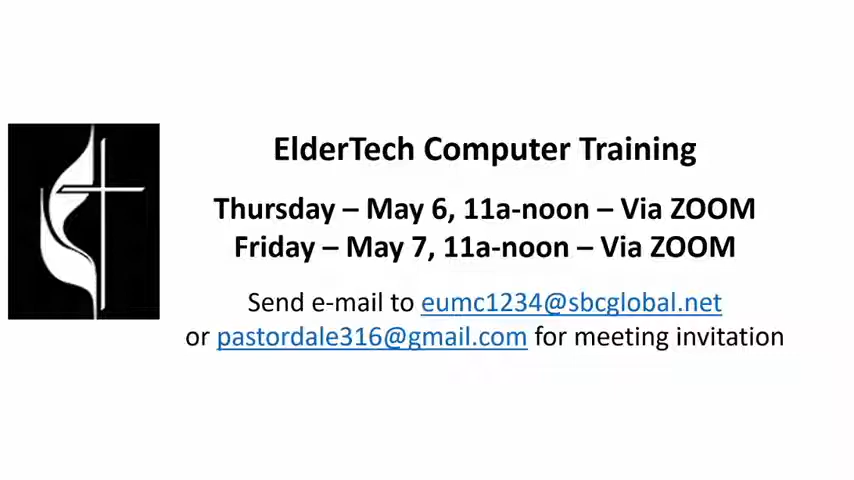 ElderTech Computer Training
Thursday – May 6, 11a-noon – Via ZOOM
Friday – May 7, 11a-noon – Via ZOOM
Send e-mail to eumc1234@sbcglobal.net
or pastordale316@gmail.com for meeting invitation